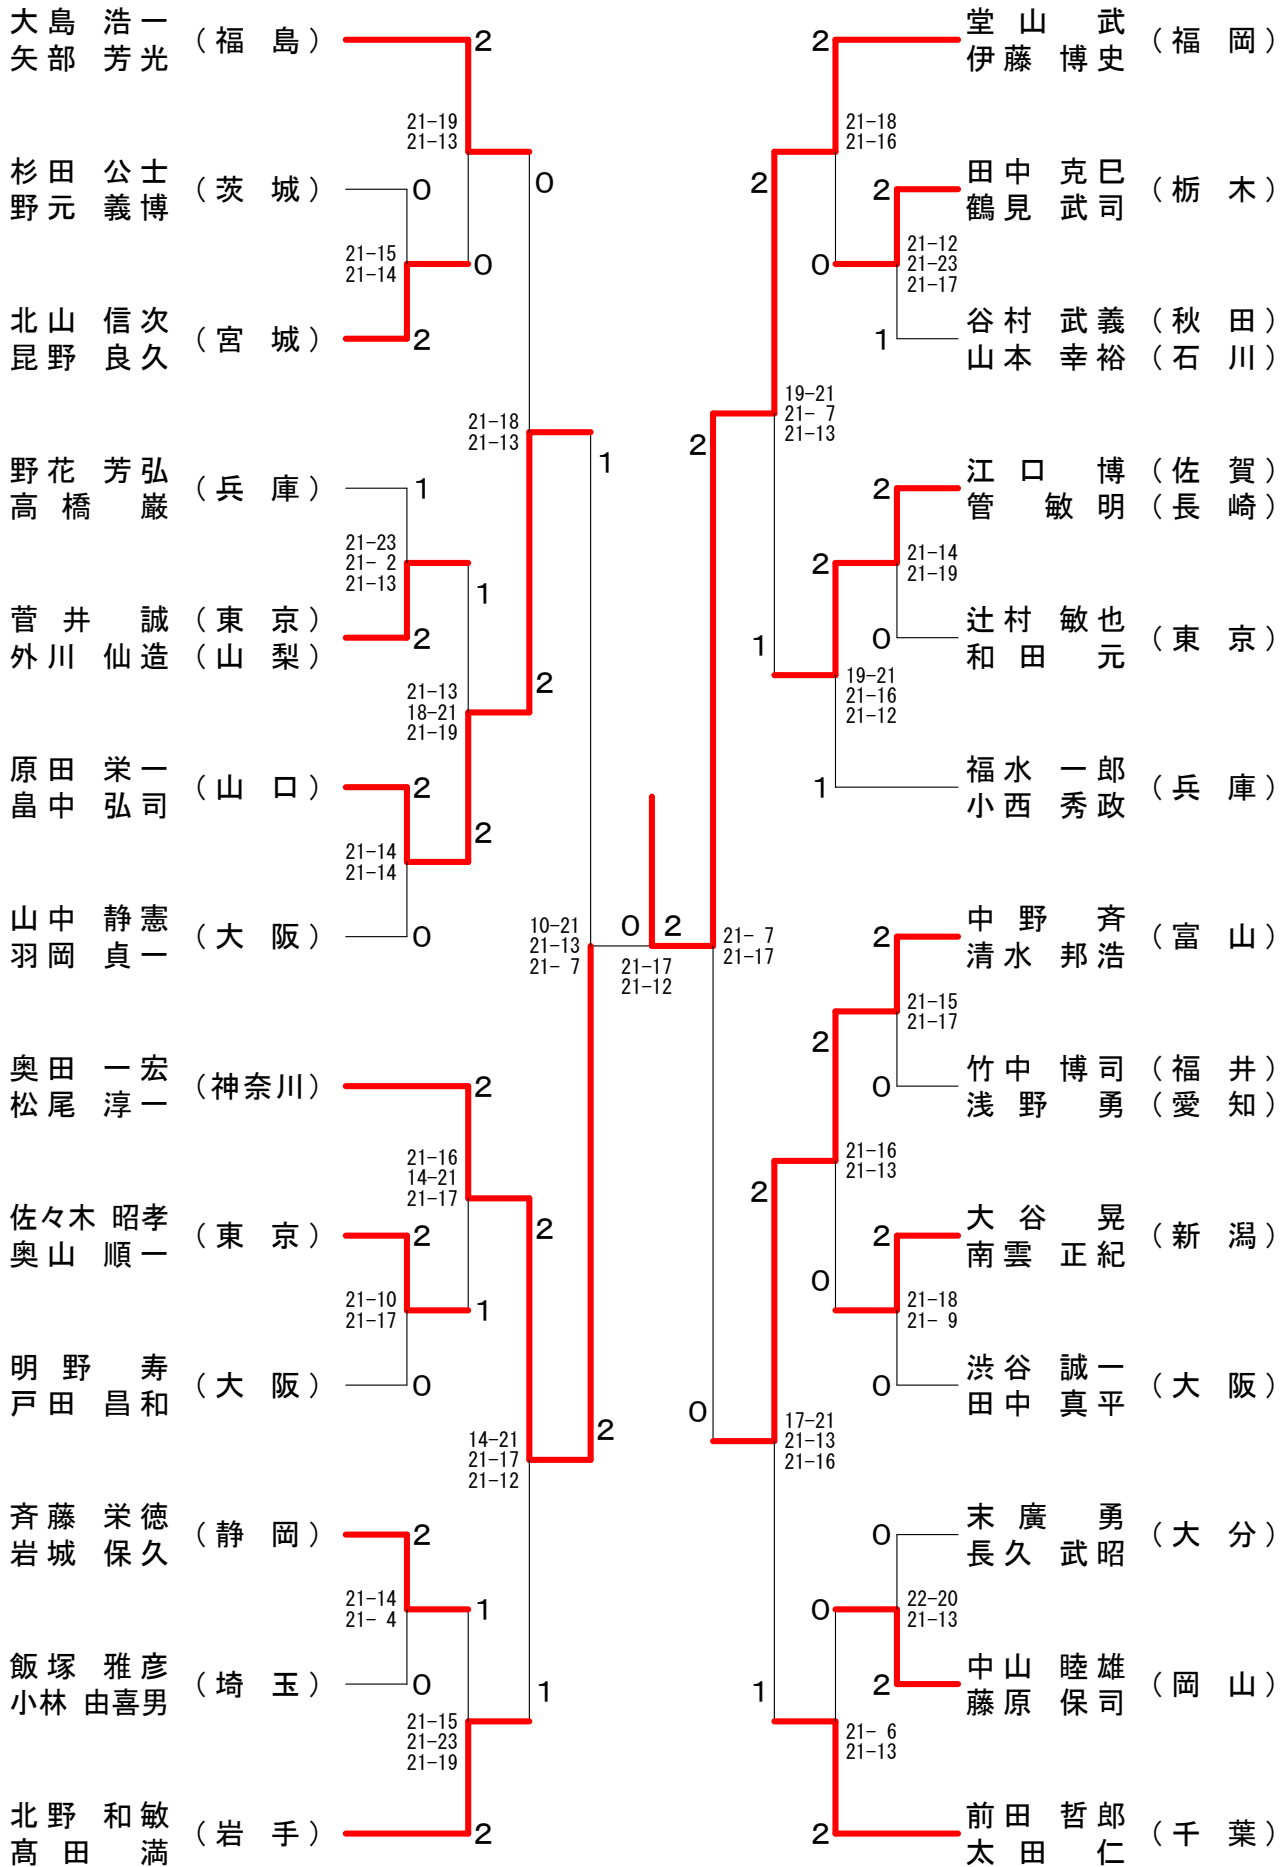 大島 浩一
矢部 芳光
（福 島）
2
21-19
21-13
0
杉田 公士
野元 義博
（茨 城）
0
21-15
21-14
0
北山 信次
昆野 良久
（宮 城）
2
21-18
21-13
1
野花 芳弘
高橋 巌
（兵 庫）
1
21-23
21- 2
21-13
1
菅井 誠（東 京）
外川 仙造（山 梨）
2
21-13
18-21
21-19
2
原田 栄一
畠中 弘司
（山 口）
2
21-14
21-14
2
山中 静憲
羽岡 貞一
（大 阪）
0
10-21
21-13
21- 7
0
2
21-17
21-12
奥田 一宏
松尾 淳一
（神奈川）
2
21-16
14-21
21-17
2
佐々木 昭孝
奥山 順一
（東 京）
2
21-10
21-17
1
明野 寿
戸田 昌和
（大 阪）
0
14-21
21-17
21-12
2
斉藤 栄徳
岩城 保久
（静 岡）
2
21-14
21- 4
1
飯塚 雅彦
小林 由喜男
（埼 玉）
0
21-15
21-23
21-19
1
北野 和敏
髙田 満
（岩 手）
2
2
堂山 武
伊藤 博史
（福 岡）
21-18
21-16
2
2
田中 克巳
鶴見 武司
（栃 木）
0
21-12
21-23
21-17
1
谷村 武義（秋 田）
山本 幸裕（石 川）
19-21
21- 7
21-13
2
2
江口 博（佐 賀）
管 敏明（長 崎）
2
21-14
21-19
0
辻村 敏也
和田 元
（東 京）
1
19-21
21-16
21-12
1
福水 一郎
小西 秀政
（兵 庫）
21- 7
21-17
2
中野 斉
清水 邦浩
（富 山）
21-15
21-17
2
0
竹中 博司（福 井）
浅野 勇（愛 知）
21-16
21-13
2
2
大谷 晃
南雲 正紀
（新 潟）
0
21-18
21- 9
0
渋谷 誠一
田中 真平
（大 阪）
0
17-21
21-13
21-16
0
末廣 勇
長久 武昭
（大 分）
0
22-20
21-13
2
中山 睦雄
藤原 保司
（岡 山）
1
21- 6
21-13
2
前田 哲郎
太田 仁
（千 葉）